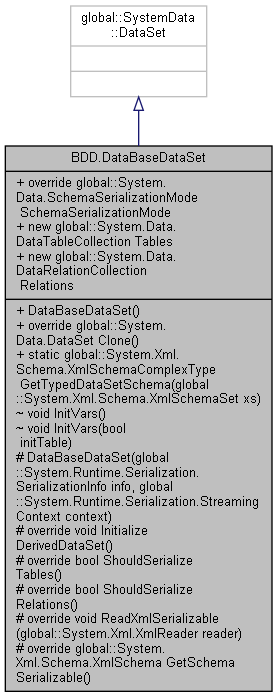 global::SystemData
::DataSet
BDD.DataBaseDataSet
+ override global::System.
Data.SchemaSerializationMode
SchemaSerializationMode
+ new global::System.Data.
DataTableCollection Tables
+ new global::System.Data.
DataRelationCollection
Relations
+ DataBaseDataSet()
+ override global::System.
Data.DataSet Clone()
+ static global::System.Xml.
Schema.XmlSchemaComplexType
GetTypedDataSetSchema(global
::System.Xml.Schema.XmlSchemaSet xs)
~ void InitVars()
~ void InitVars(bool
initTable)
# DataBaseDataSet(global
::System.Runtime.Serialization.
SerializationInfo info, global
::System.Runtime.Serialization.Streaming
Context context)
# override void Initialize
DerivedDataSet()
# override bool ShouldSerialize
Tables()
# override bool ShouldSerialize
Relations()
# override void ReadXmlSerializable
(global::System.Xml.XmlReader reader)
# override global::System.
Xml.Schema.XmlSchema GetSchema
Serializable()